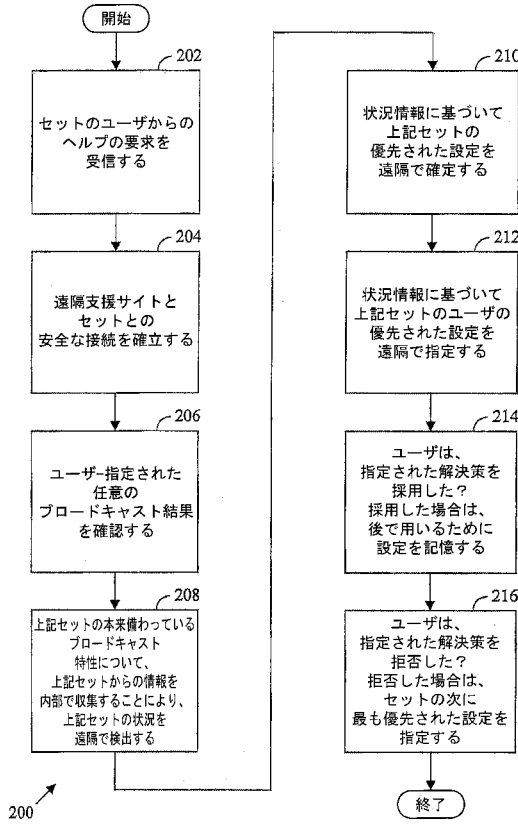 開始
202
セットのユーザからの
ヘルプの要求を
受信する
204
遠隔支援サイトと
セットとの
安全な接続を確立する
206
ユーザ-指定された
任意の
ブロードキャスト結果
を確認する
208
上記セットの本来備わっている
ブロードキャスト
特性について、
上記セットからの情報を
内部で収集することにより、
上記セットの状況を
遠隔で検出する
210
状況情報に基づいて
上記セットの
優先された設定を
遠隔で確定する
212
状況情報に基づいて
上記セットのユーザの
優先された設定を
遠隔で指定する
214
ユーザは、
指定された解決策を
採用した?
採用した場合は、
後で用いるために
設定を記憶する
216
ユーザは、
指定された解決策を
拒否した?
拒否した場合は、
セットの次に
最も優先された設定を
指定する
終了
200